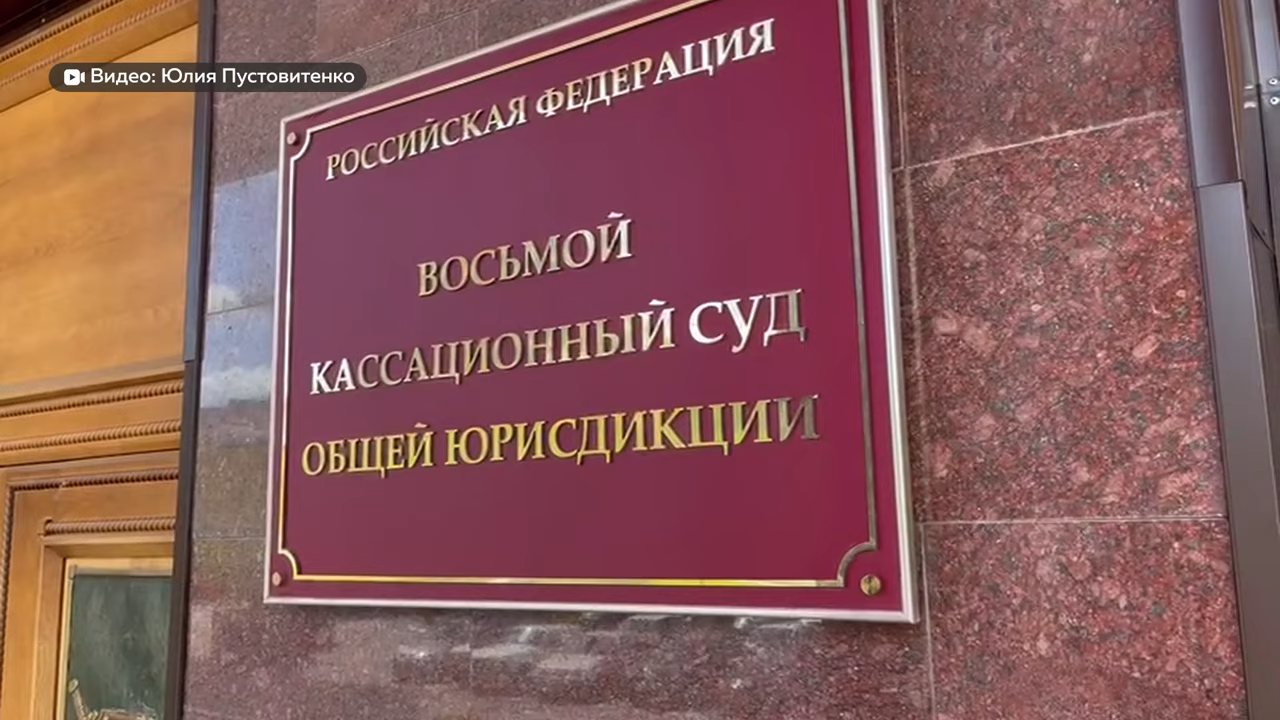 Видео: Юлия Пустовитенко
РОССИЙСКАЯ ФЕДЕРАЦИЯ
ВОСЬМОЙ
КАССАЦИОННЫЙ СУД
ОБЩЕЙ ЮРИСДИКЦИИ